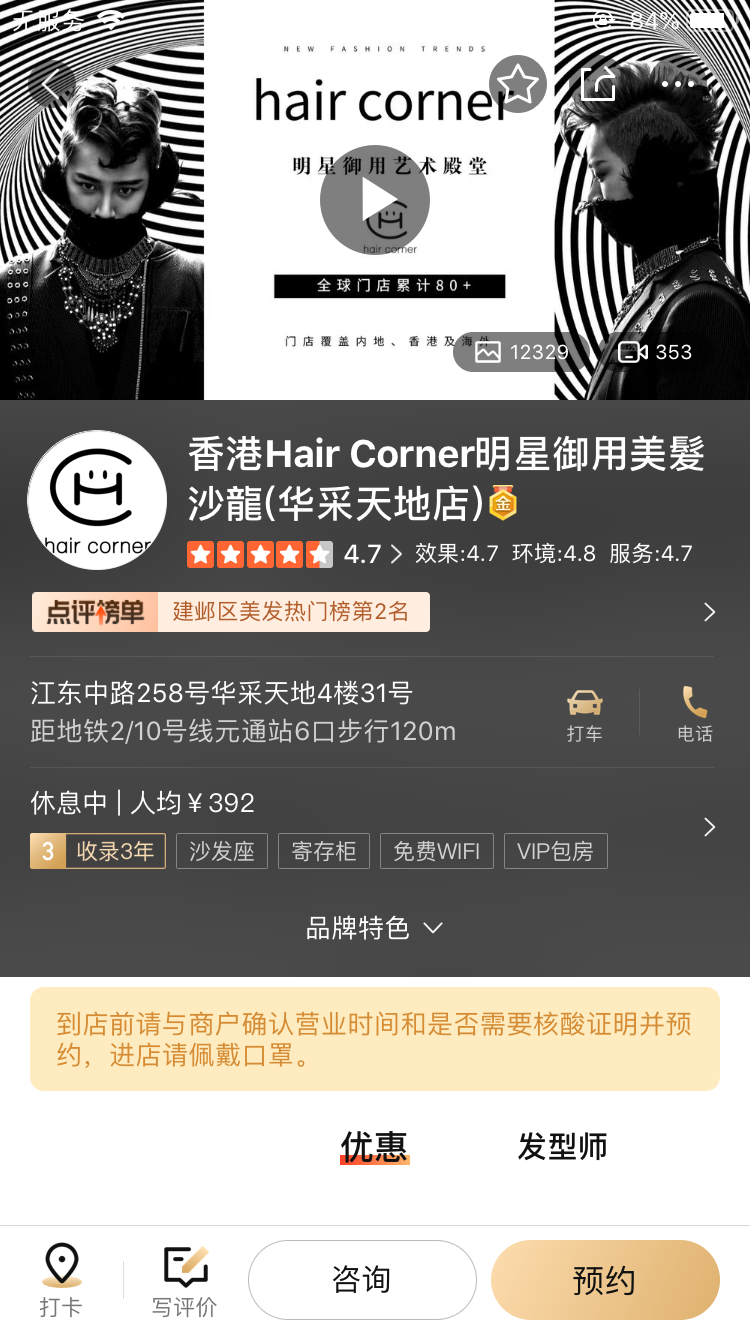 无服务
84%
NEW FASHION TRENDS
hair corner
明星御用艺术殿堂
hair corner
全球门店累计80+
门店覆盖内地、香港及海外
12329
353
香港Hair Corner明星御用美髮
沙龍(华采天地店)金
hair corner
4.7 效果:4.7 环境:4.8 服务:4.7
点评榜单 建邺区美发热门榜第2名
江东中路258号华采天地4楼31号
距地铁2/10号线元通站6口步行120m
打车
电话
休息中 | 人均¥392
3 收录3年 沙发座 寄存柜 免费WIFI VIP包房
品牌特色
到店前请与商户确认营业时间和是否需要核酸证明并预
约，进店请佩戴口罩。
优惠 发型师
打卡 写评价 咨询 预约